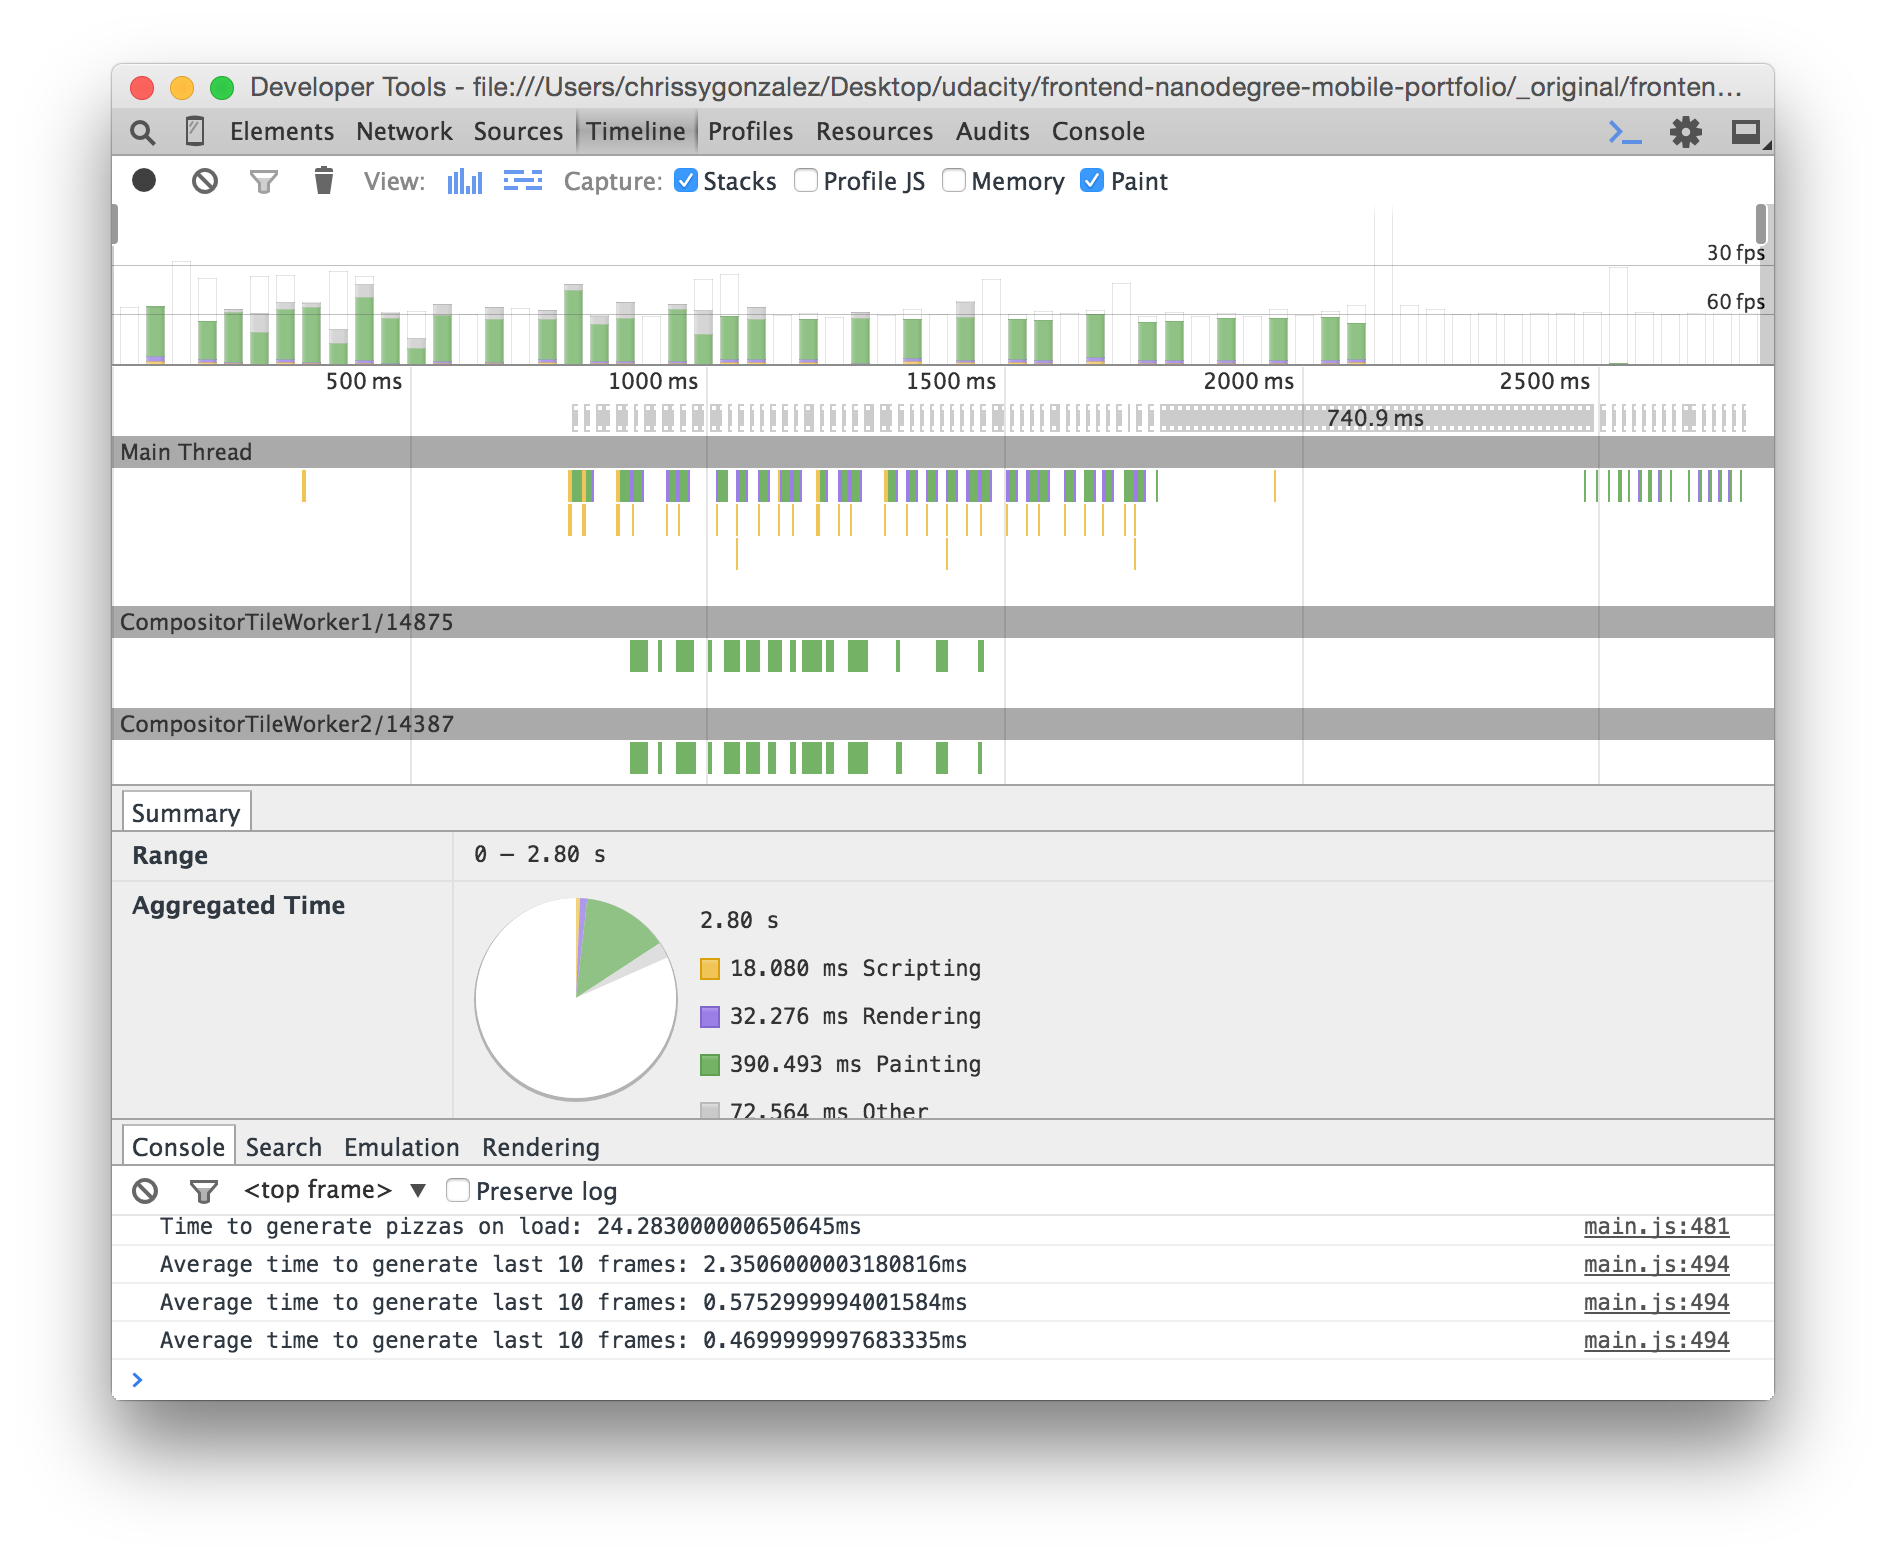 Developer Tools - file:///Users/chrissygonzalez/Desktop/udacity/frontend-nanodegree-mobile-portfolio/_original/fronten...
Elements Network Sources Timeline Profiles Resources Audits Console
View: Capture: Stacks Profile JS Memory Paint
30 fps
60 fps
500 ms 1000 ms 1500 ms 2000 ms 2500 ms
740.9 ms
Main Thread
CompositorTileWorker1/14875
CompositorTileWorker2/14387
Summary
Range 0 – 2.80 s
Aggregated Time
2.80 s
18.080 ms Scripting
32.276 ms Rendering
390.493 ms Painting
72.564 ms Other
Console Search Emulation Rendering
<top frame> ▼ Preserve log
Time to generate pizzas on load: 24.283000000650645ms main.js:481
Average time to generate last 10 frames: 2.3506000003180816ms main.js:494
Average time to generate last 10 frames: 0.5752999994001584ms main.js:494
Average time to generate last 10 frames: 0.4699999997683335ms main.js:494